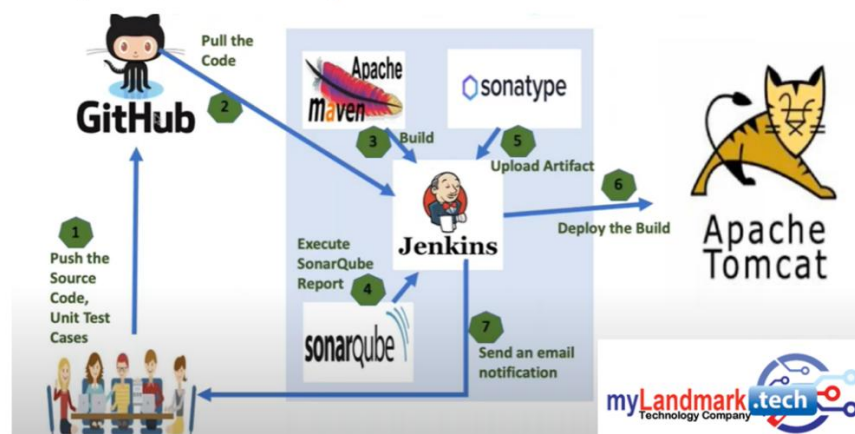 GitHub
Pull the
Code
2
Apache
maven
3
Build
sonatype
5
Upload Artifact
6
Deploy the Build
Apache
Tomcat
1
Push the
Source
Code,
Unit Test
Cases
Jenkins
Execute
SonarQube
Report
4
sonarqube
7
Send an email
notification
myLandmark.tech
Technology Company